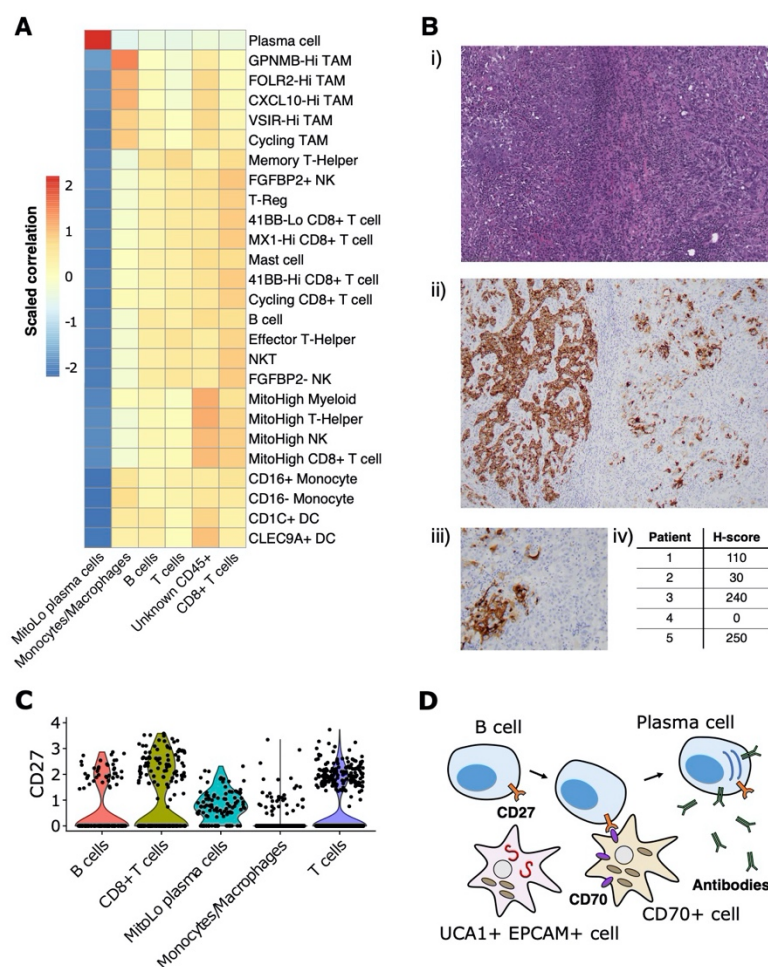 A
Plasma cell
GPNMB-Hi TAM
FOLR2-Hi TAM
CXCL10-Hi TAM
VSIR-Hi TAM
Cycling TAM
Memory T-Helper
FGFBP2+ NK
T-Reg
41BB-Lo CD8+ T cell
MX1-Hi CD8+ T cell
Mast cell
41BB-Hi CD8+ T cell
Cycling CD8+ T cell
B cell
Effector T-Helper
NKT
FGFBP2- NK
MitoHigh Myeloid
MitoHigh T-Helper
MitoHigh NK
MitoHigh CD8+ T cell
CD16+ Monocyte
CD16- Monocyte
CD1C+ DC
CLEC9A+ DC
Scaled correlation
2
1
0
-1
-2
MitoLo plasma cells
Monocytes/Macrophages
B cells
T cells
Unknown CD45+
CD8+ T cells
B
i)
ii)
iii)
iv)
Patient H-score
1 110
2 30
3 240
4 0
5 250
C
CD27
4
3
2
1
0
B cells
CD8+ T cells
MitoLo plasma cells
Monocytes/Macrophages
T cells
D
B cell
Plasma cell
CD27
CD70
Antibodies
CD70+ cell
UCA1+ EPCAM+ cell